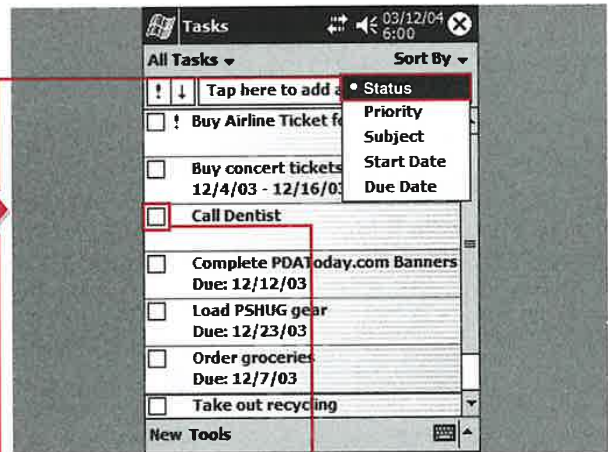 Tasks 03/12/04
6:00
All Tasks Sort By
! ↓ Tap here to add a
• Status
Priority
Subject
Start Date
Due Date
! Buy Airline Ticket fo
Buy concert tickets
12/4/03 - 12/16/03
Call Dentist
Complete PDAToday.com Banners
Due: 12/12/03
Load PSHUG gear
Due: 12/23/03
Order groceries
Due: 12/7/03
Take out recycling
New Tools